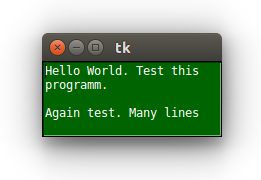 tk
Hello World. Test this
programm.
Again test. Many lines